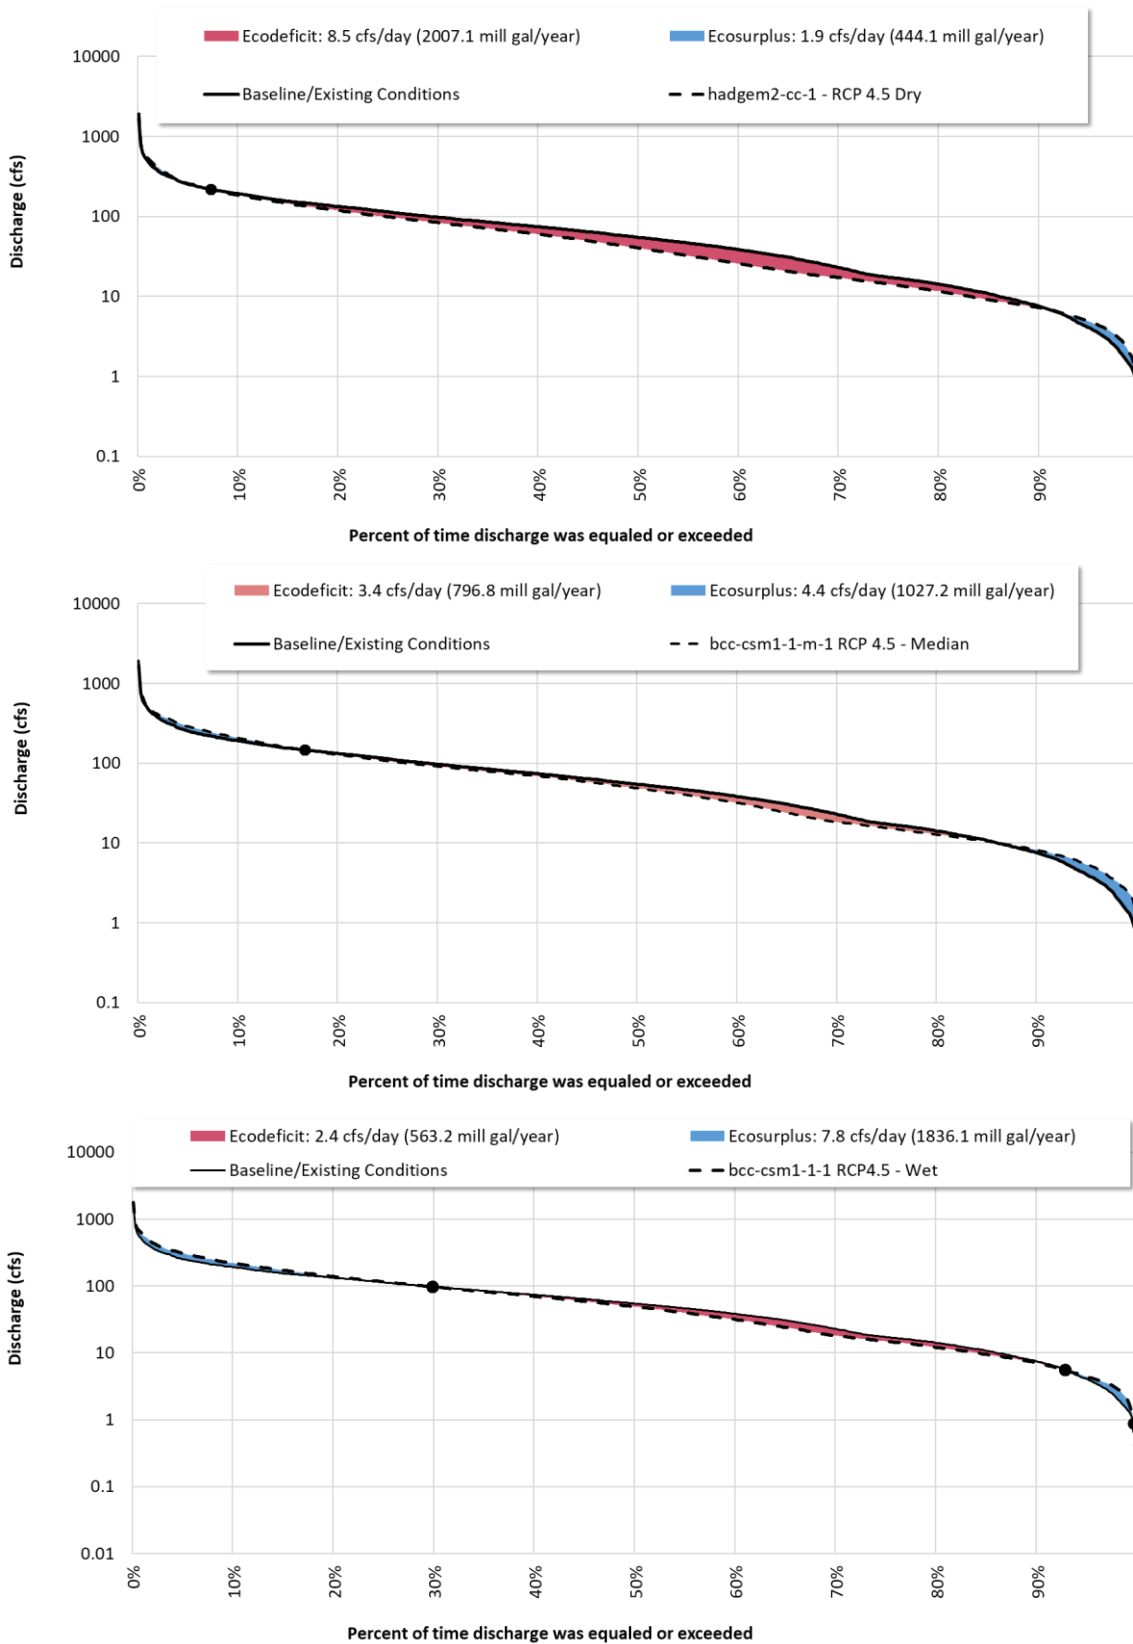 Ecodeficit: 8.5 cfs/day (2007.1 mill gal/year) Ecosurplus: 1.9 cfs/day (444.1 mill gal/year)
Baseline/Existing Conditions hadgem2-cc-1 - RCP 4.5 Dry
10000
1000
100
10
1
0.1
Discharge (cfs)
0% 10% 20% 30% 40% 50% 60% 70% 80% 90%
Percent of time discharge was equaled or exceeded
Ecodeficit: 3.4 cfs/day (796.8 mill gal/year) Ecosurplus: 4.4 cfs/day (1027.2 mill gal/year)
Baseline/Existing Conditions bcc-csm1-1-m-1 RCP 4.5 - Median
10000
1000
100
10
1
0.1
Discharge (cfs)
0% 10% 20% 30% 40% 50% 60% 70% 80% 90%
Percent of time discharge was equaled or exceeded
Ecodeficit: 2.4 cfs/day (563.2 mill gal/year) Ecosurplus: 7.8 cfs/day (1836.1 mill gal/year)
Baseline/Existing Conditions bcc-csm1-1-1 RCP4.5 - Wet
10000
1000
100
10
1
0.1
0.01
Discharge (cfs)
0% 10% 20% 30% 40% 50% 60% 70% 80% 90%
Percent of time discharge was equaled or exceeded